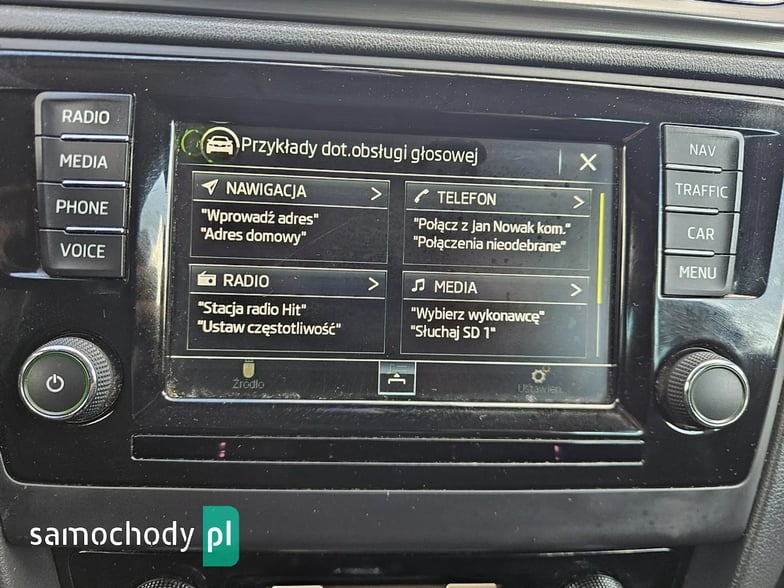 RADIO
MEDIA
PHONE
VOICE
Przykłady dot.obsługi głosowej
NAWIGACJA
"Wprowadź adres"
"Adres domowy"
TELEFON
"Połącz z Jan Nowak kom."
"Połączenia nieodebrane"
RADIO
"Stacja radio Hit"
"Ustaw częstotliwość"
MEDIA
"Wybierz wykonawcę"
"Słuchaj SD 1"
Źródło
Ustawien.
NAV
TRAFFIC
CAR
MENU
samochody pl